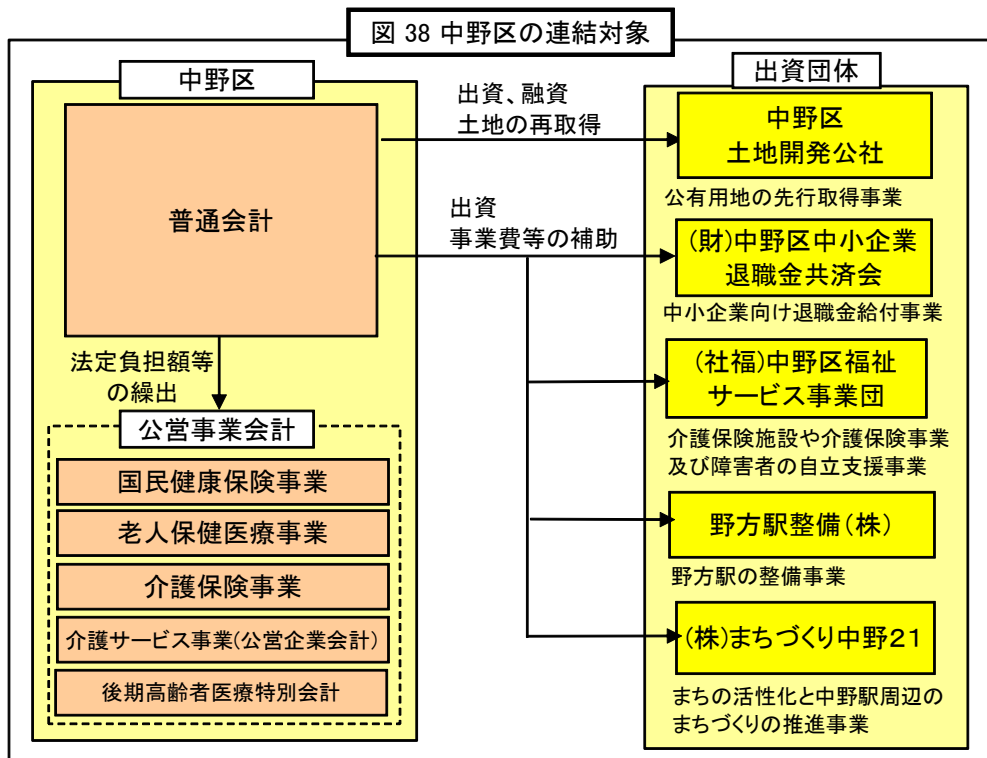 図 38 中野区の連結対象
中野区
普通会計
法定負担額等
の繰出
公営事業会計
国民健康保険事業
老人保健医療事業
介護保険事業
介護サービス事業(公営企業会計)
後期高齢者医療特別会計
出資、融資
土地の再取得
出資
事業費等の補助
出資団体
中野区
土地開発公社
公有用地の先行取得事業
(財)中野区中小企業
退職金共済会
中小企業向け退職金給付事業
(社福)中野区福祉
サービス事業団
介護保険施設や介護保険事業
及び障害者の自立支援事業
野方駅整備(株)
野方駅の整備事業
(株)まちづくり中野21
まちの活性化と中野駅周辺の
まちづくりの推進事業